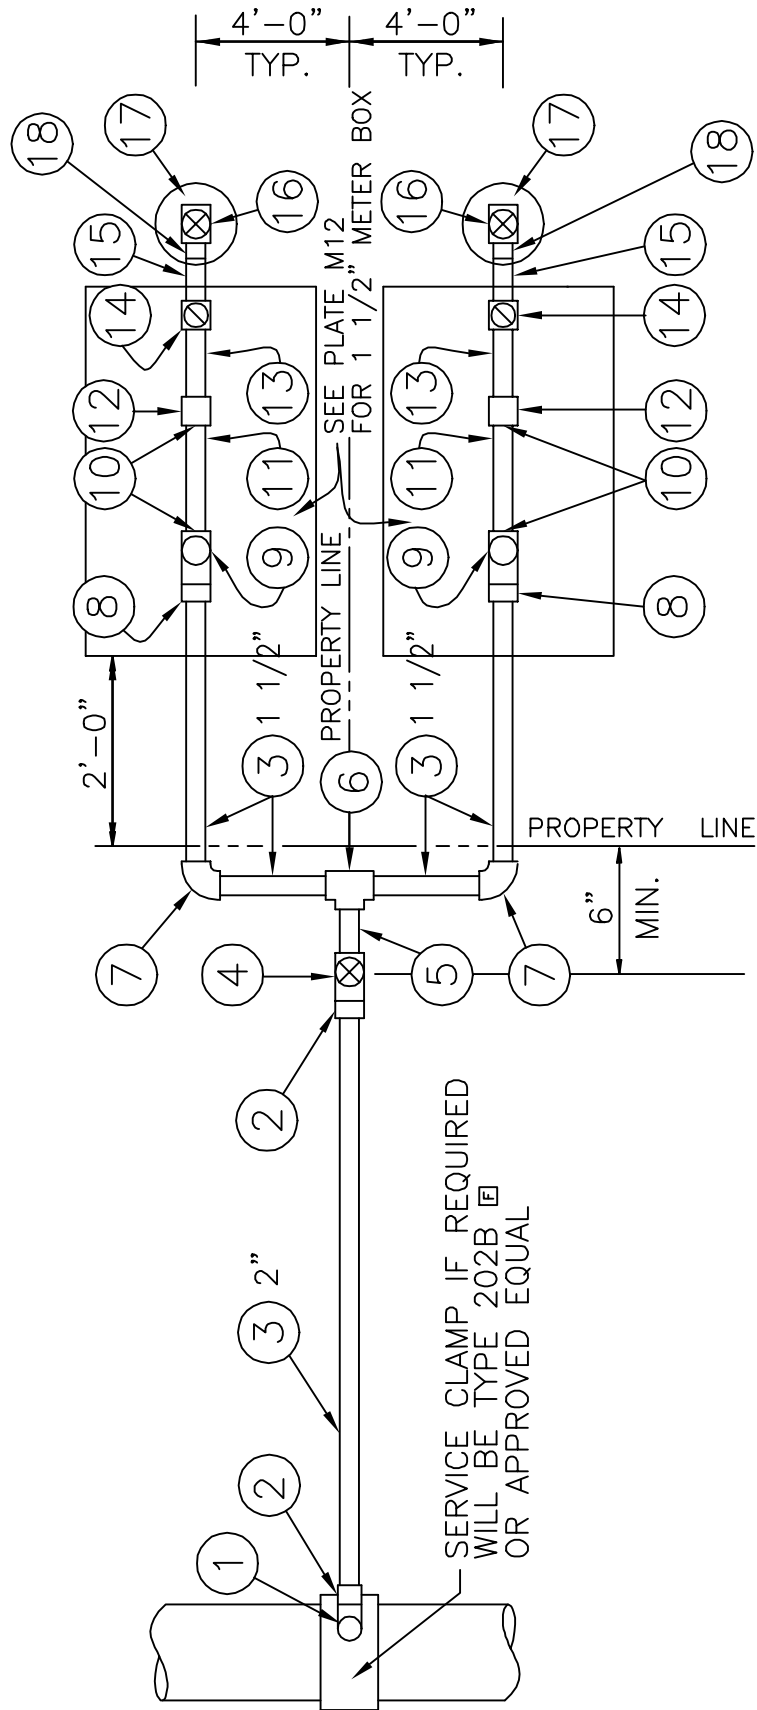 4'-0"
TYP.
4'-0"
TYP.
17
18
16
15
14
13
12
11
10
9
8
17
18
16
15
14
13
12
11
10
9
8
SEE PLATE M12
FOR 1 1/2" METER BOX
PROPERTY LINE
2'-0"
3 1 1/2"
3 1 1/2"
6
PROPERTY LINE
6"
MIN.
7
4
5
7
2
3 2"
2
1
SERVICE CLAMP IF REQUIRED
WILL BE TYPE 202B F
OR APPROVED EQUAL